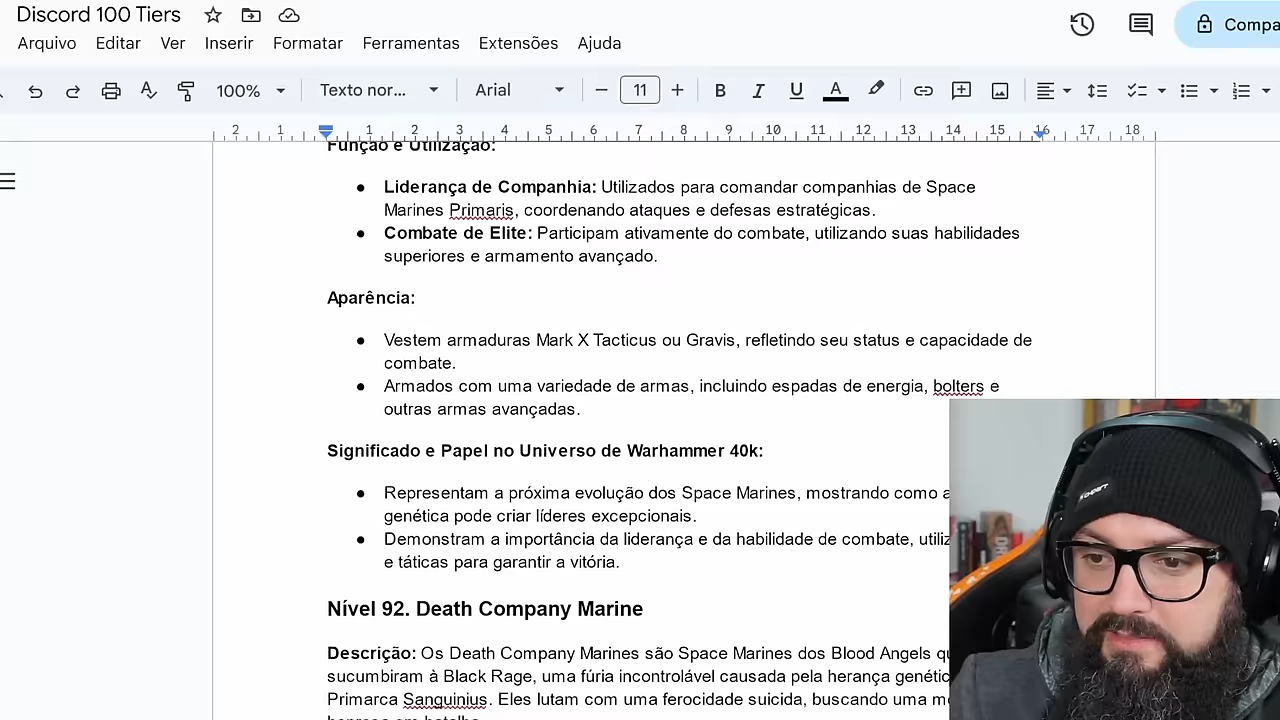 Discord 100 Tiers
Arquivo Editar Ver Inserir Formatar Ferramentas Extensões Ajuda
Compa
100% Texto nor... Arial 11 B I U A
2 1 1 2 3 4 5 6 7 8 9 10 11 12 13 14 15 16 17 18
Função e Utilização:
● Liderança de Companhia: Utilizados para comandar companhias de Space
Marines Primaris, coordenando ataques e defesas estratégicas.
● Combate de Elite: Participam ativamente do combate, utilizando suas habilidades
superiores e armamento avançado.
Aparência:
● Vestem armaduras Mark X Tacticus ou Gravis, refletindo seu status e capacidade de
combate.
● Armados com uma variedade de armas, incluindo espadas de energia, bolters e
outras armas avançadas.
Significado e Papel no Universo de Warhammer 40k:
● Representam a próxima evolução dos Space Marines, mostrando como a
genética pode criar líderes excepcionais.
● Demonstram a importância da liderança e da habilidade de combate, utiliz
e táticas para garantir a vitória.
Nível 92. Death Company Marine
Descrição: Os Death Company Marines são Space Marines dos Blood Angels qu
sucumbiram à Black Rage, uma fúria incontrolável causada pela herança genétic
Primarca Sanguinius. Eles lutam com uma ferocidade suicida, buscando uma m